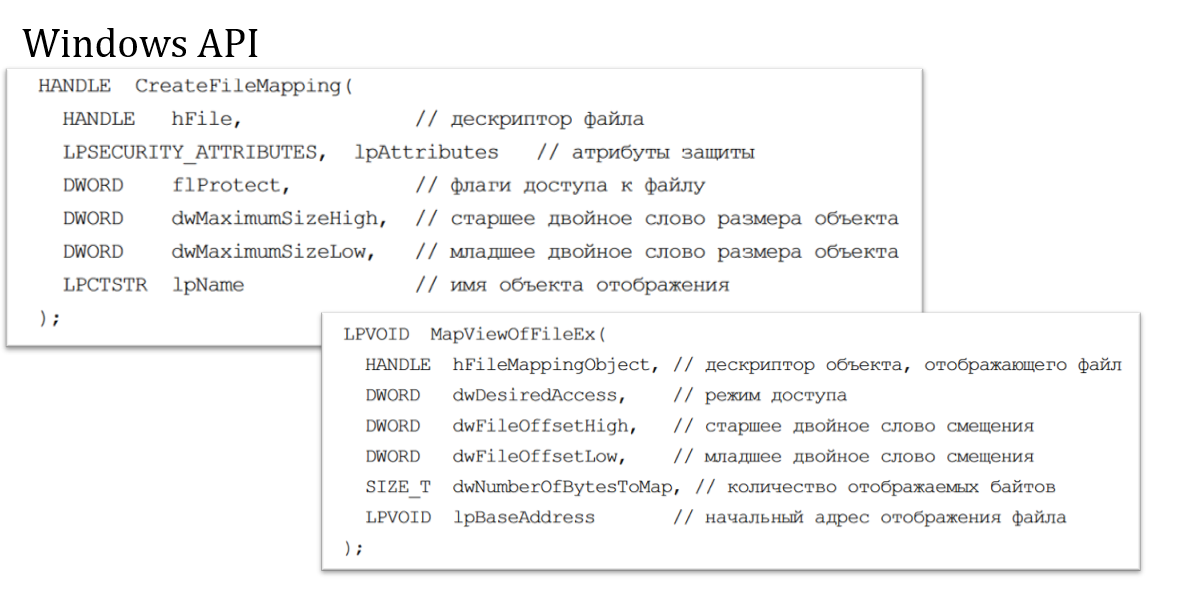 Windows API
HANDLE CreateFileMapping(
HANDLE hFile, // дескриптор файла
LPSECURITY_ATTRIBUTES, lpAttributes // атрибуты защиты
DWORD flProtect, // флаги доступа к файлу
DWORD dwMaximumSizeHigh, // старшее двойное слово размера объекта
DWORD dwMaximumSizeLow, // младшее двойное слово размера объекта
LPCTSTR lpName // имя объекта отображения
);
LPVOID MapViewOfFileEx(
HANDLE hFileMappingObject, // дескриптор объекта, отображающего файл
DWORD dwDesiredAccess, // режим доступа
DWORD dwFileOffsetHigh, // старшее двойное слово смещения
DWORD dwFileOffsetLow, // младшее двойное слово смещения
SIZE_T dwNumberOfBytesToMap, // количество отображаемых байтов
LPVOID lpBaseAddress // начальный адрес отображения файла
);